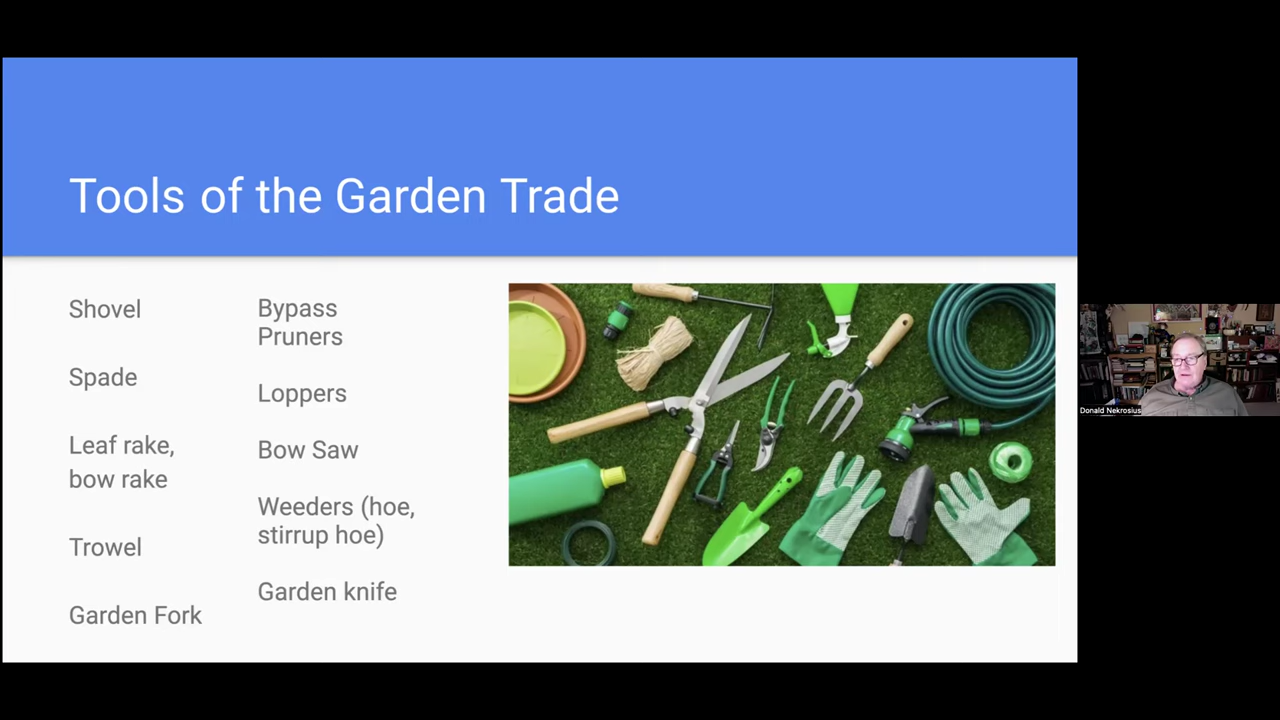 Tools of the Garden Trade
Shovel
Spade
Leaf rake,
bow rake
Trowel
Garden Fork
Bypass
Pruners
Loppers
Bow Saw
Weeders (hoe,
stirrup hoe)
Garden knife
Donald Nekrosius